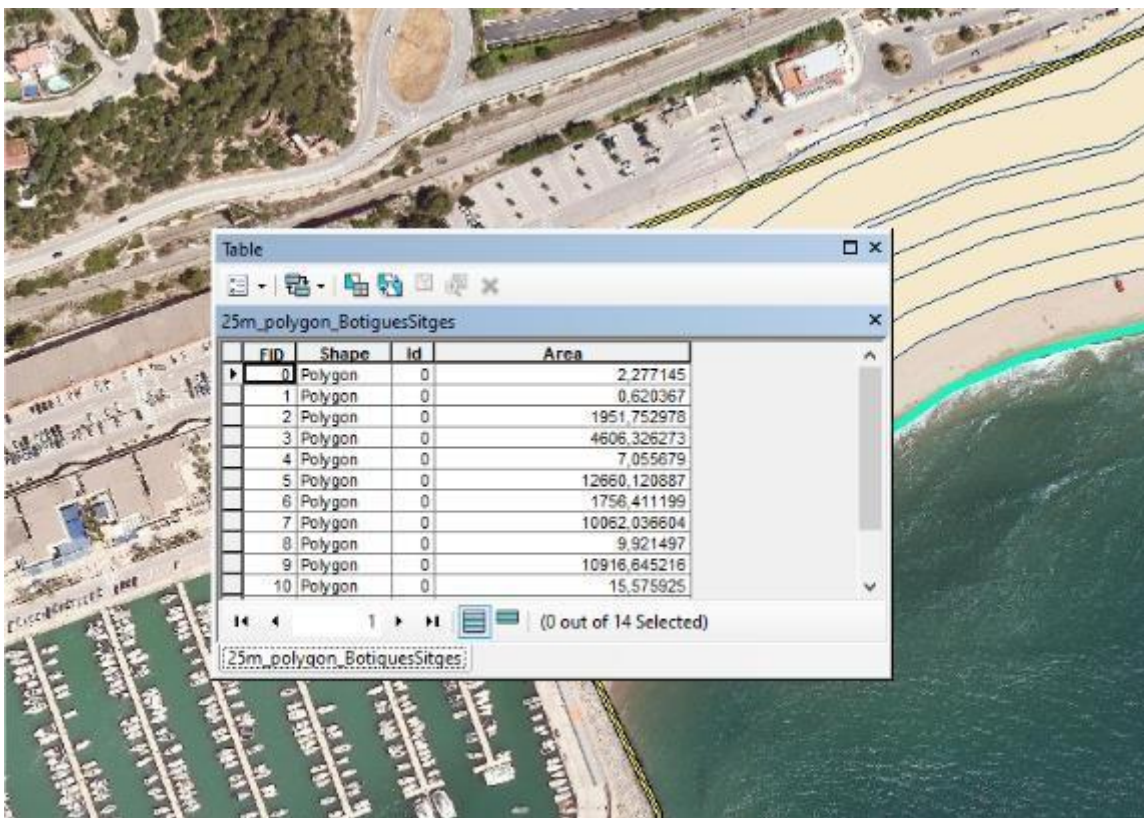 Table
25m_polygon_BotiguesSitges
FID Shape Id Area
0 Polygon 0 2,277145
1 Polygon 0 0,620367
2 Polygon 0 1951,752978
3 Polygon 0 4606,326273
4 Polygon 0 7,055679
5 Polygon 0 12660,120887
6 Polygon 0 1756,411199
7 Polygon 0 10062,036604
8 Polygon 0 9,921497
9 Polygon 0 10916,645216
10 Polygon 0 15,575925
1 (0 out of 14 Selected)
25m_polygon_BotiguesSitges